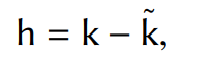 h = k − k̃,